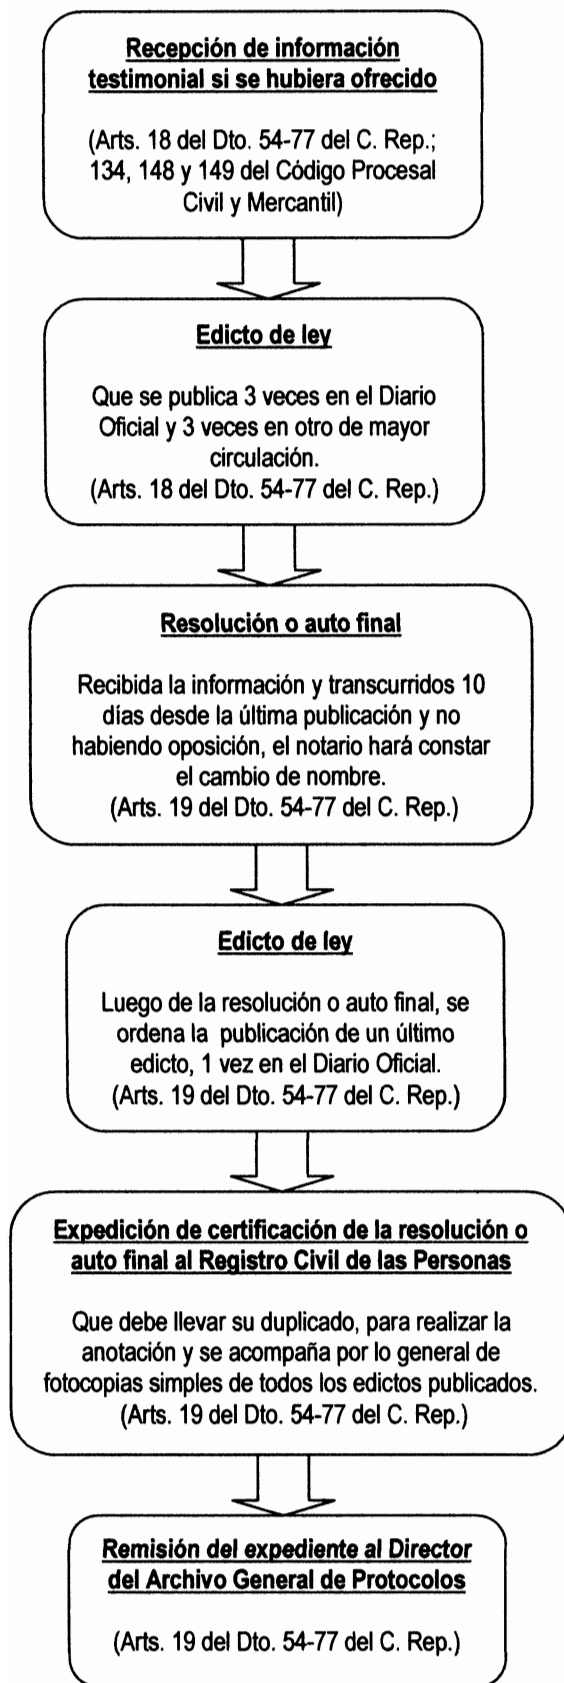 Recepción de información
testimonial si se hubiera ofrecido
(Arts. 18 del Dto. 54-77 del C. Rep.;
134, 148 y 149 del Código Procesal
Civil y Mercantil)
Edicto de ley
Que se publica 3 veces en el Diario
Oficial y 3 veces en otro de mayor
circulación.
(Arts. 18 del Dto. 54-77 del C. Rep.)
Resolución o auto final
Recibida la información y transcurridos 10
días desde la última publicación y no
habiendo oposición, el notario hará constar
el cambio de nombre.
(Arts. 19 del Dto. 54-77 del C. Rep.)
Edicto de ley
Luego de la resolución o auto final, se
ordena la publicación de un último
edicto, 1 vez en el Diario Oficial.
(Arts. 19 del Dto. 54-77 del C. Rep.)
Expedición de certificación de la resolución o
auto final al Registro Civil de las Personas
Que debe llevar su duplicado, para realizar la
anotación y se acompaña por lo general de
fotocopias simples de todos los edictos publicados.
(Arts. 19 del Dto. 54-77 del C. Rep.)
Remisión del expediente al Director
del Archivo General de Protocolos
(Arts. 19 del Dto. 54-77 del C. Rep.)